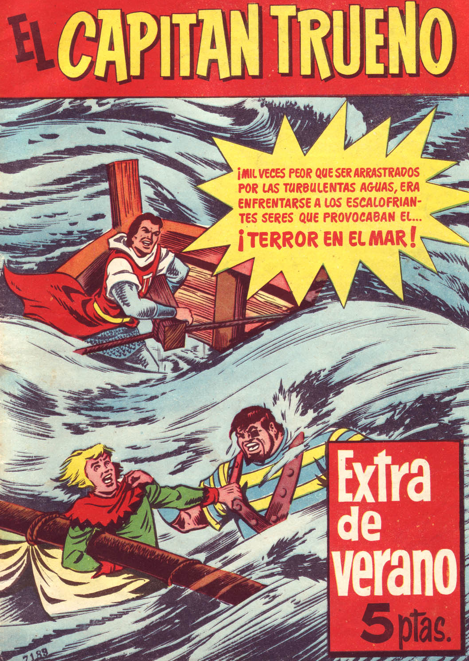 EL CAPITAN TRUENO
¡MIL VECES PEOR QUE SER ARRASTRADOS
POR LAS TURBULENTAS AGUAS, ERA
ENFRENTARSE A LOS ESCALOFRIAN-
TES SERES QUE PROVOCABAN EL...
¡TERROR EN EL MAR!
Extra
de
verano
5 ptas.